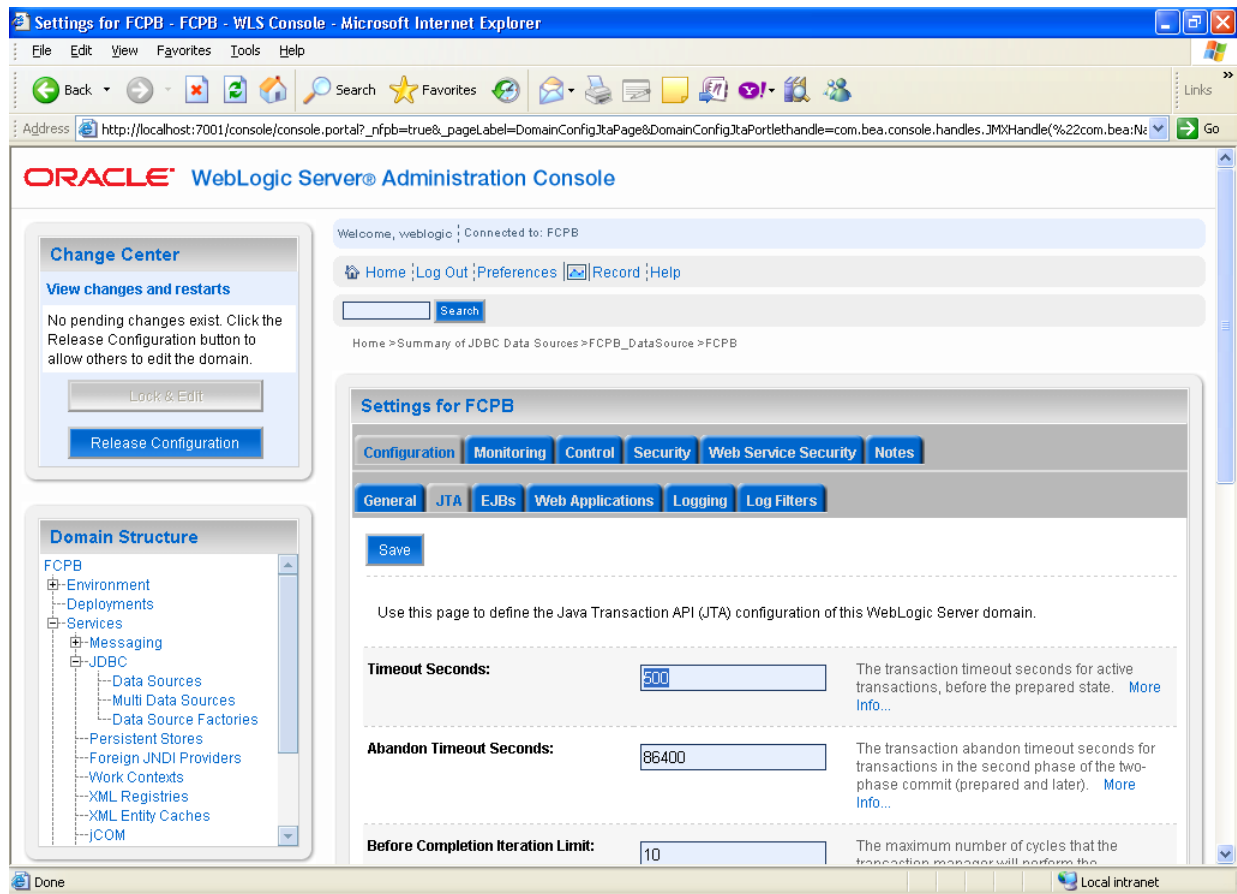 Settings for FCPB - FCPB - WLS Console - Microsoft Internet Explorer
File Edit View Favorites Tools Help
Back Search Favorites Links
Address http://localhost:7001/console/console.portal?_nfpb=true&_pageLabel=DomainConfigJtaPage&DomainConfigJtaPortlethandle=com.bea.console.handles.JMXHandle(%22com.bea:Na Go
ORACLE WebLogic Server® Administration Console
Change Center
View changes and restarts
No pending changes exist. Click the
Release Configuration button to
allow others to edit the domain.
Lock & Edit
Release Configuration
Domain Structure
FCPB
Environment
Deployments
Services
Messaging
JDBC
Data Sources
Multi Data Sources
Data Source Factories
Persistent Stores
Foreign JNDI Providers
Work Contexts
XML Registries
XML Entity Caches
jCOM
Welcome, weblogic Connected to: FCPB
Home Log Out Preferences Record Help
Search
Home >Summary of JDBC Data Sources >FCPB_DataSource >FCPB
Settings for FCPB
Configuration Monitoring Control Security Web Service Security Notes
General JTA EJBs Web Applications Logging Log Filters
Save
Use this page to define the Java Transaction API (JTA) configuration of this WebLogic Server domain.
Timeout Seconds: 500 The transaction timeout seconds for active
transactions, before the prepared state. More
Info...
Abandon Timeout Seconds: 86400 The transaction abandon timeout seconds for
transactions in the second phase of the two-
phase commit (prepared and later). More
Info...
Before Completion Iteration Limit: 10 The maximum number of cycles that the
transaction manager will perform the
Done Local intranet